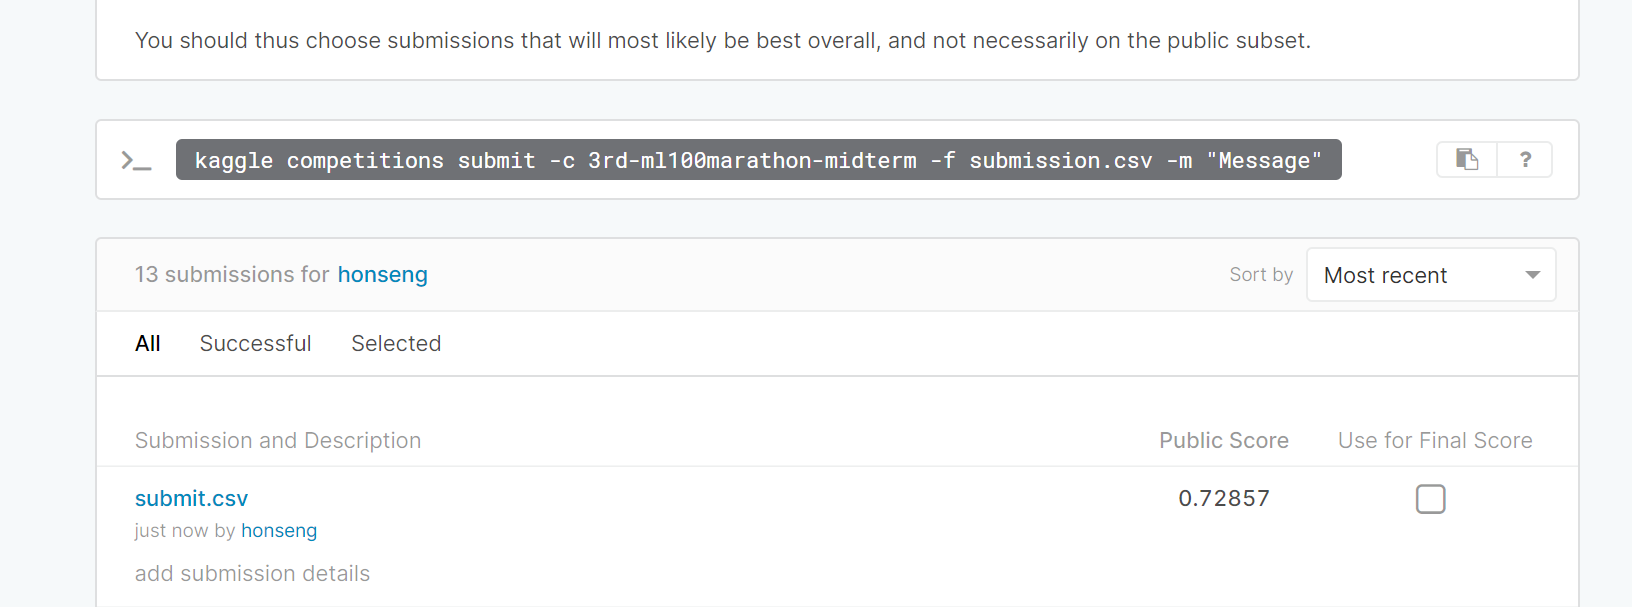 You should thus choose submissions that will most likely be best overall, and not necessarily on the public subset.
kaggle competitions submit -c 3rd-ml100marathon-midterm -f submission.csv -m "Message"
?
13 submissions for honseng
Sort by Most recent
All Successful Selected
Submission and Description Public Score Use for Final Score
submit.csv 0.72857
just now by honseng
add submission details